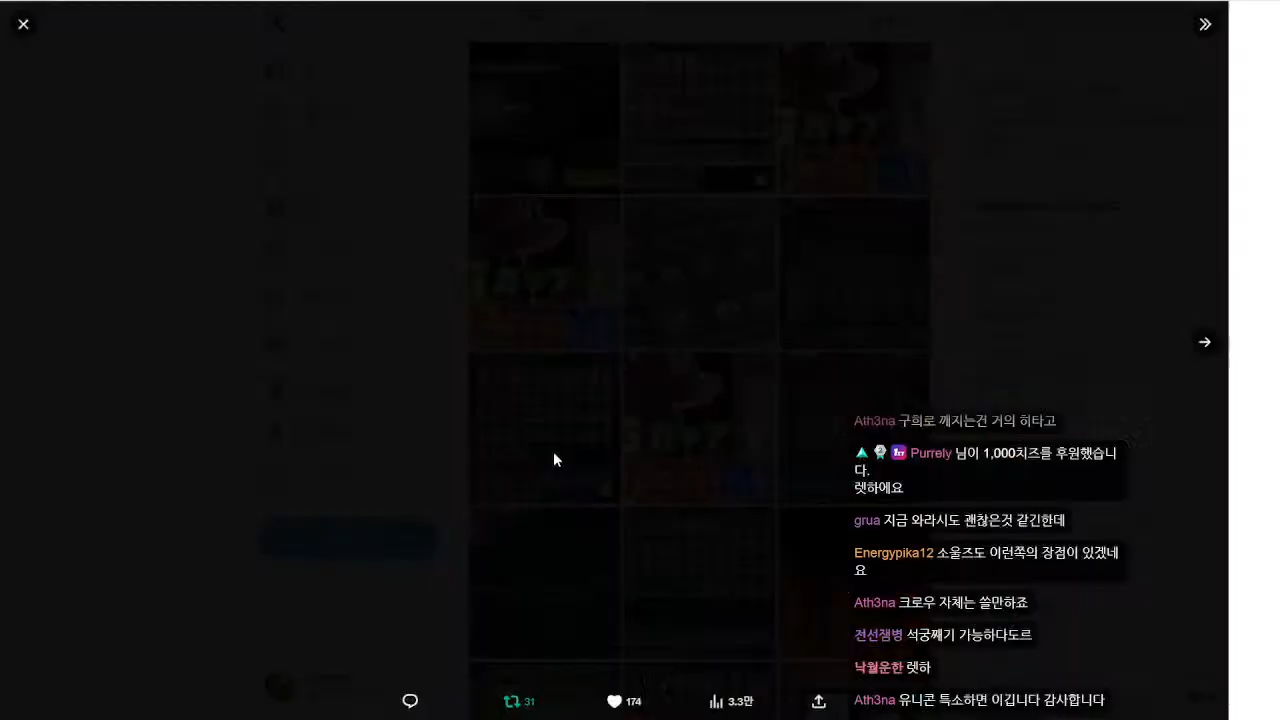 Ath3na 구희로 깨지는건 거의 히타고
Purrely 님이 1,000치즈를 후원했습니
다.
렛하에요
grua 지금 와라시도 괜찮은것 같긴한데
Energypika12 소울즈도 이런쪽의 장점이 있겠네
요
Ath3na 크로우 자체는 쓸만하죠
전선잼병 석궁째기 가능하다도르
낙월운한 렛하
Ath3na 유니콘 특소하면 이깁니다 감사합니다
31
174
3.3만